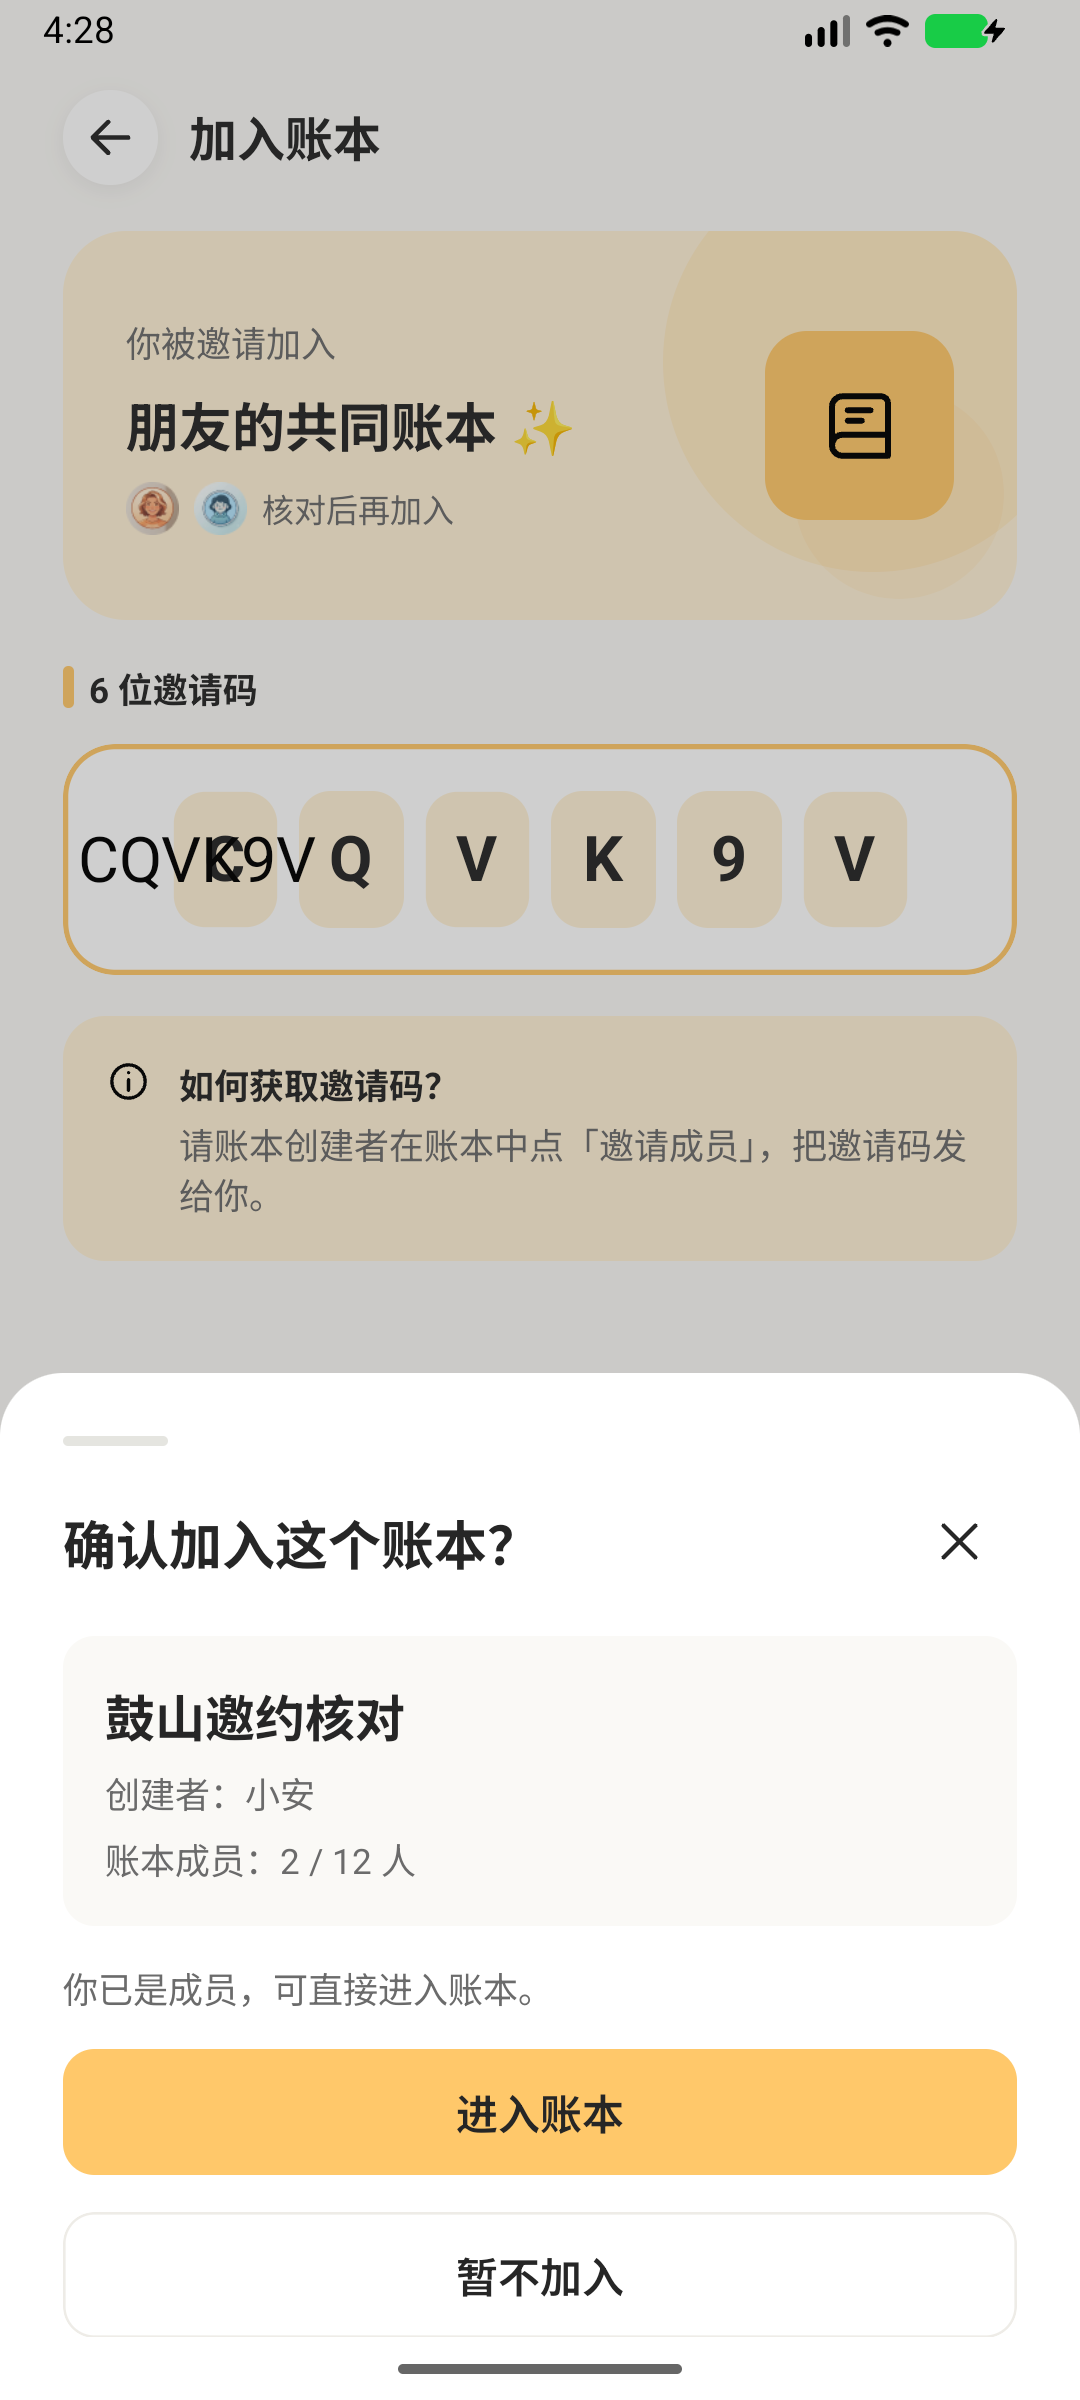 4:28
加入账本
你被邀请加入
朋友的共同账本 ✨
核对后再加入
6 位邀请码
CQVK9V
C Q V K 9 V
如何获取邀请码？
请账本创建者在账本中点「邀请成员」，把邀请码发
给你。
确认加入这个账本？
鼓山邀约核对
创建者：小安
账本成员：2 / 12 人
你已是成员，可直接进入账本。
进入账本
暂不加入